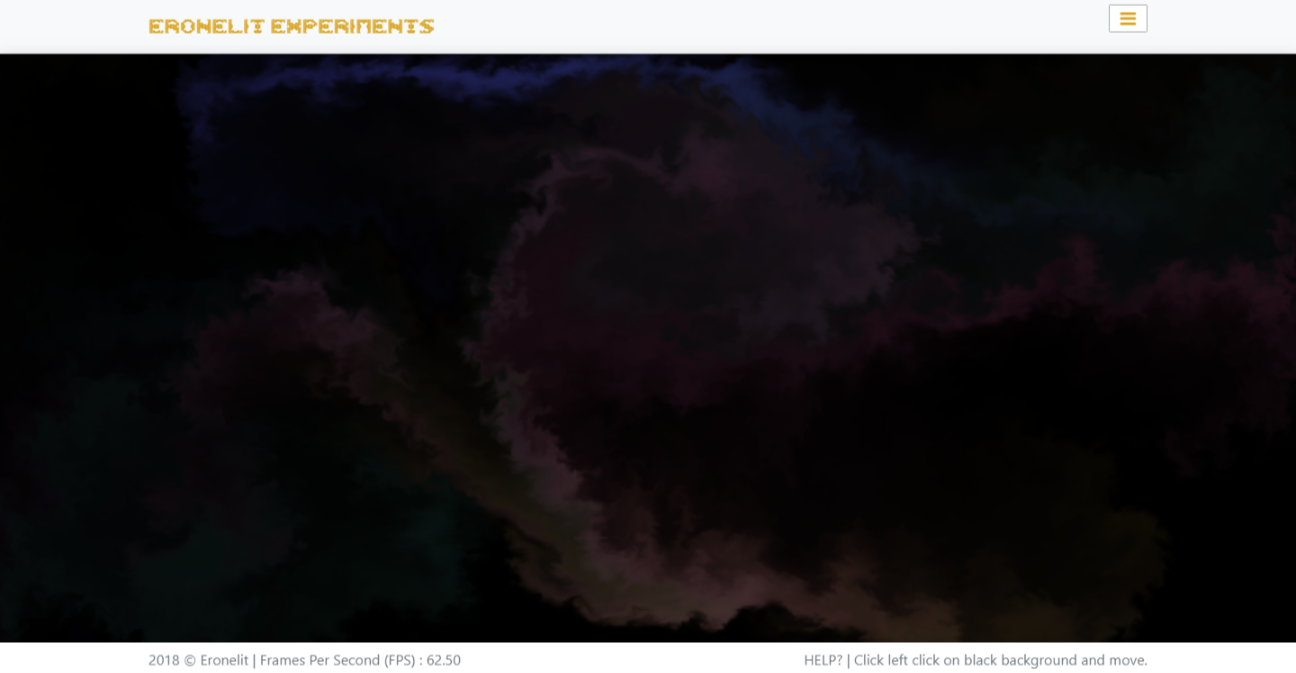 ERONELIT EXPERIMENTS
2018 © Eronelit | Frames Per Second (FPS) : 62.50
HELP? | Click left click on black background and move.